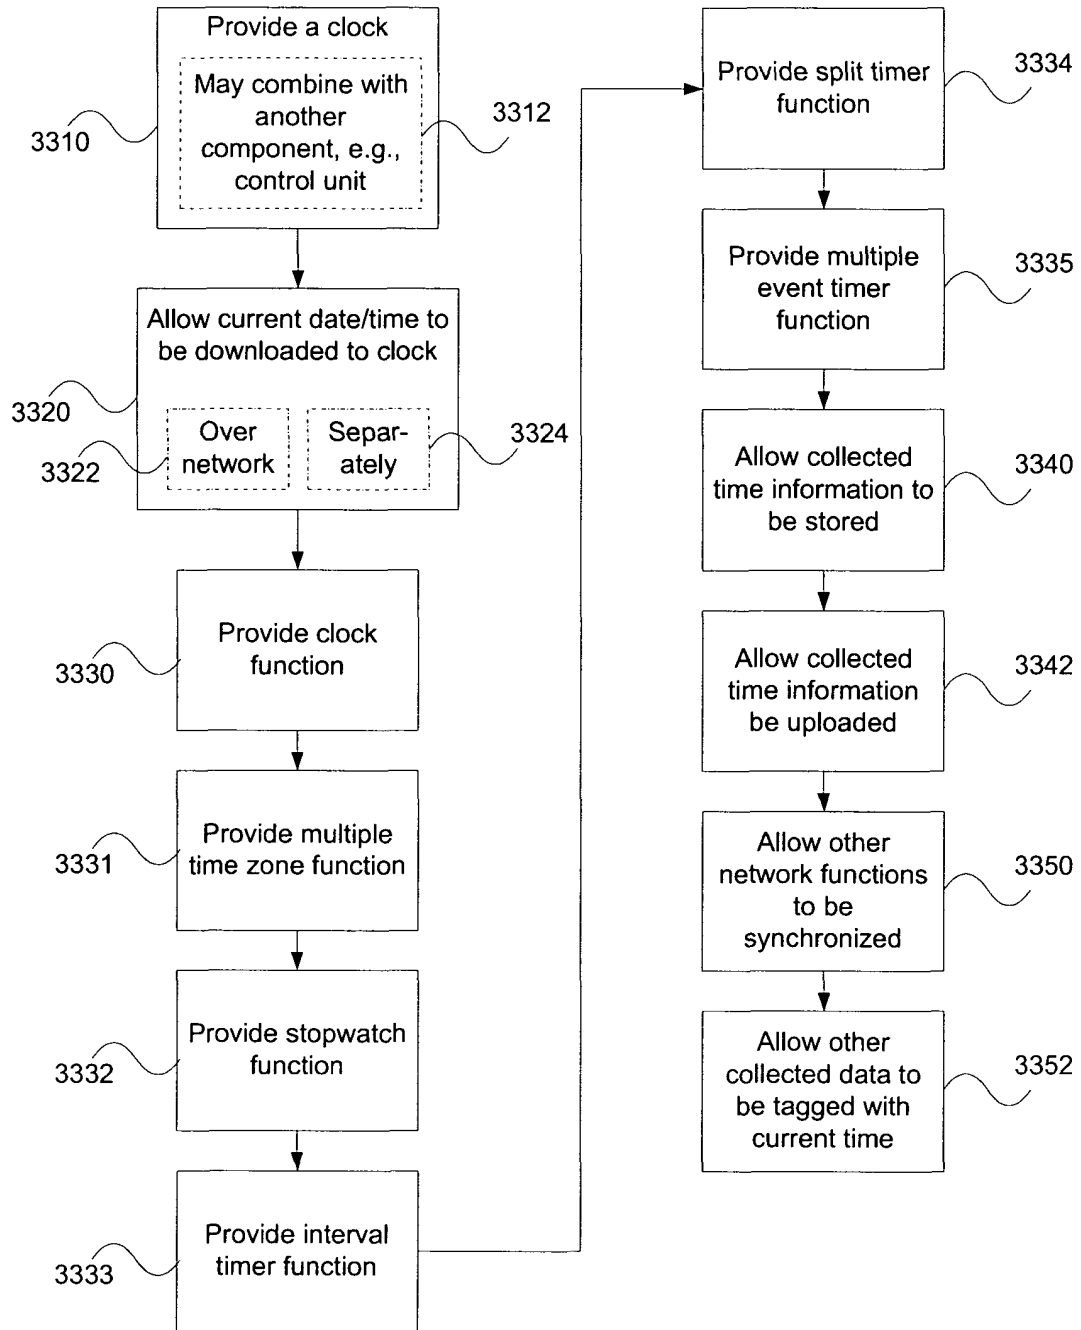 Provide a clock
May combine with
another
component, e.g.,
control unit
3310
3312
Allow current date/time to
be downloaded to clock
Over
network
Separ-
ately
3320
3322
3324
Provide clock
function
3330
Provide multiple
time zone function
3331
Provide stopwatch
function
3332
Provide interval
timer function
3333
Provide split timer
function
3334
Provide multiple
event timer
function
3335
Allow collected
time information to
be stored
3340
Allow collected
time information
be uploaded
3342
Allow other
network functions
to be
synchronized
3350
Allow other
collected data to
be tagged with
current time
3352